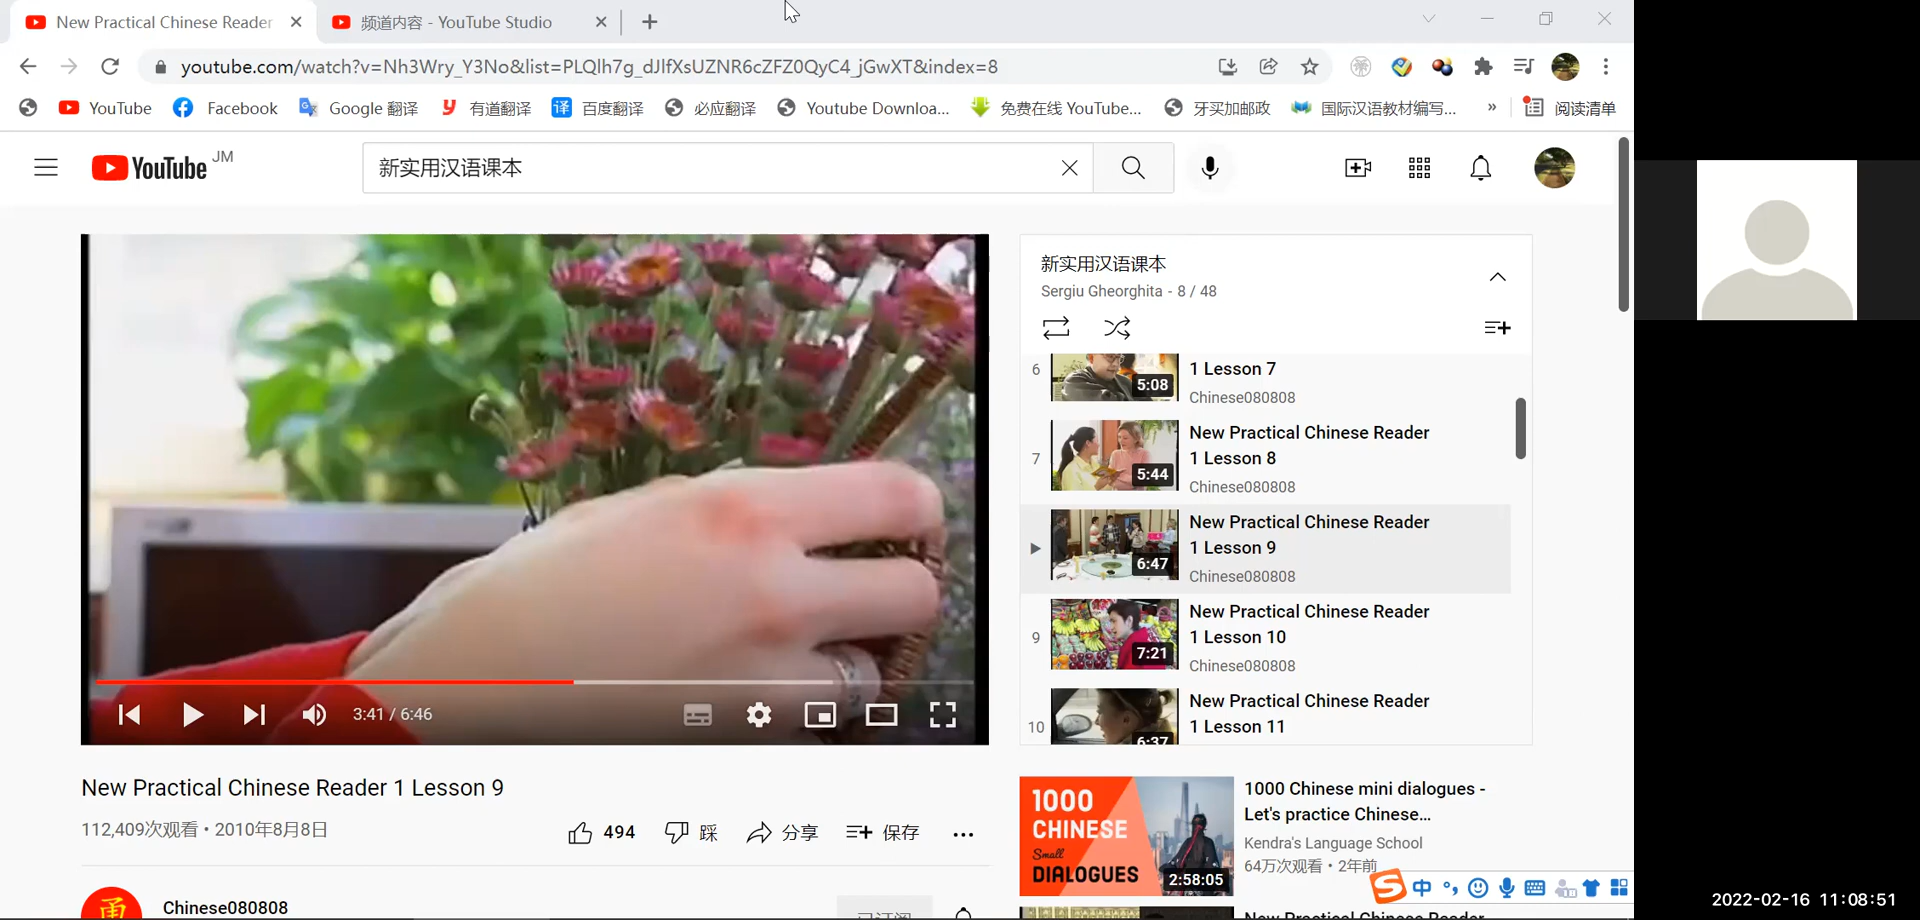 New Practical Chinese Reader
频道内容 - YouTube Studio
youtube.com/watch?v=Nh3Wry_Y3No&list=PLQlh7g_dJlfXsUZNR6cZFZ0QyC4_jGwXT&index=8
YouTube
Facebook
Google 翻译
有道翻译
百度翻译
必应翻译
Youtube Downloa...
免费在线 YouTube...
牙买加邮政
国际汉语教材编写...
»
阅读清单
YouTube JM
新实用汉语课本
3:41 / 6:46
New Practical Chinese Reader 1 Lesson 9
112,409次观看 • 2010年8月8日
494
踩
分享
保存
Chinese080808
新实用汉语课本
Sergiu Gheorghita - 8 / 48
6
5:08
1 Lesson 7
Chinese080808
7
5:44
New Practical Chinese Reader
1 Lesson 8
Chinese080808
6:47
New Practical Chinese Reader
1 Lesson 9
Chinese080808
9
7:21
New Practical Chinese Reader
1 Lesson 10
Chinese080808
10
6:37
New Practical Chinese Reader
1 Lesson 11
1000
CHINESE
Small
DIALOGUES
2:58:05
1000 Chinese mini dialogues -
Let's practice Chinese...
Kendra's Language School
64万次观看 • 2年前
中
New Practical Chinese Reader
2022-02-16 11:08:51